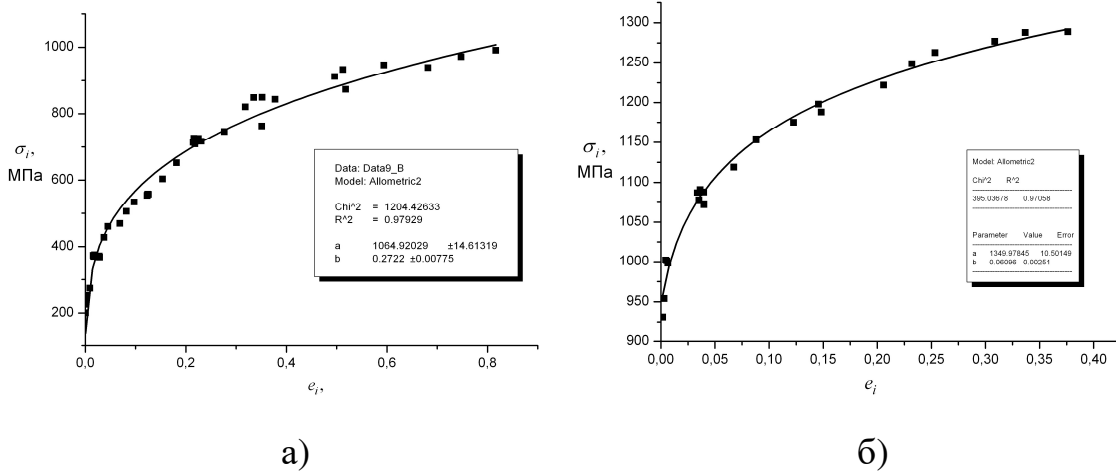 1000
800
600
400
200
σᵢ,
МПа
0,0 0,2 0,4 0,6 0,8
eᵢ,
Data: Data9_B
Model: Allometric2
Chi^2 = 1204.42633
R^2 = 0.97929
a 1064.92029 ±14.61319
b 0.2722 ±0.00775
а)
1300
1250
1200
1150
1100
1050
1000
950
900
σᵢ,
МПа
0,00 0,05 0,10 0,15 0,20 0,25 0,30 0,35 0,40
eᵢ
Model: Allometric2
Chi^2 R^2
395.03678 0.97058
Parameter Value Error
a 1349.97845 10.50149
b 0.06096 0.00251
б)